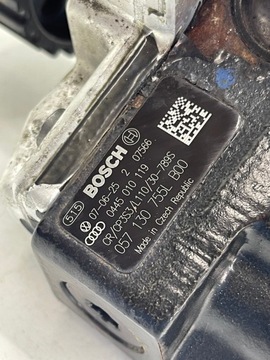 BOSCH
515 07-06-25 2 07566
0445 010 119
CR/CP3S3/L110/30-789S
057 130 755L B00
Made in Czech Republic